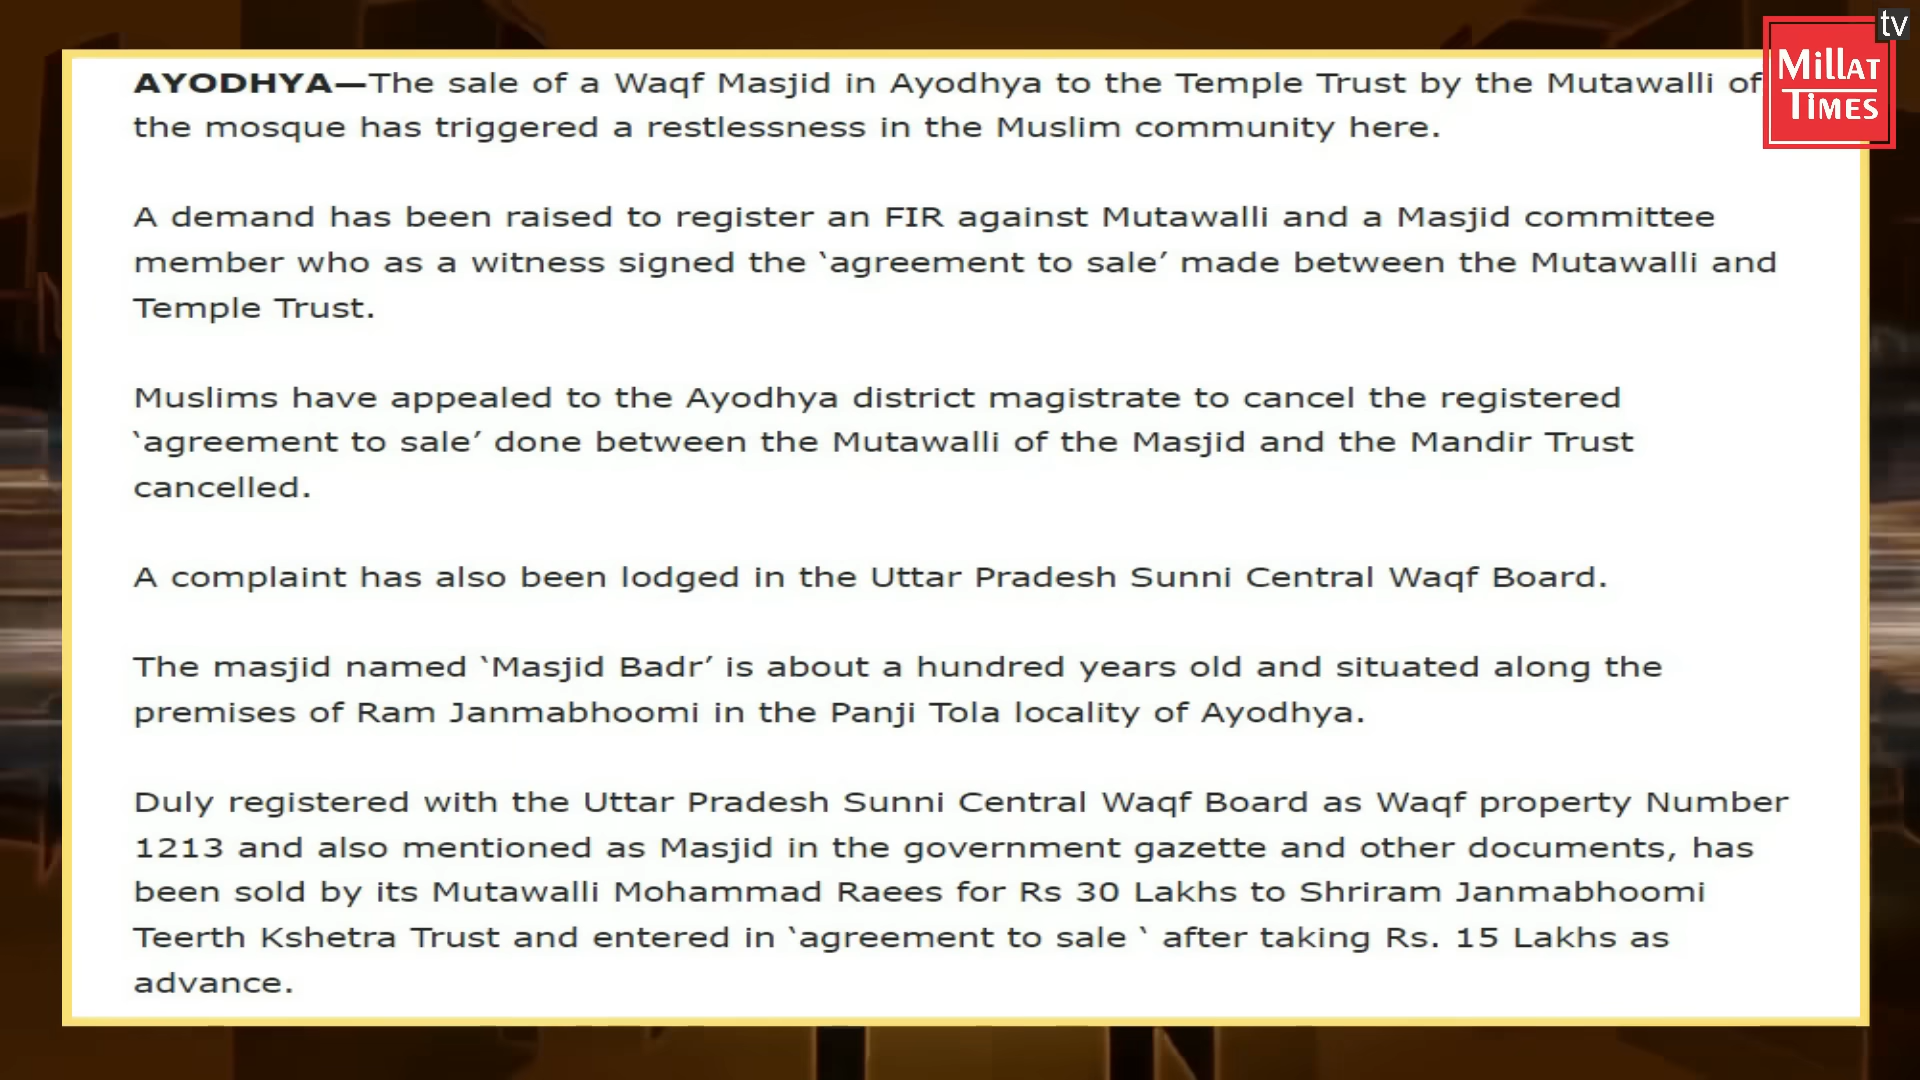 tv
MillAT
TIMES
AYODHYA—The sale of a Waqf Masjid in Ayodhya to the Temple Trust by the Mutawalli of
the mosque has triggered a restlessness in the Muslim community here.
A demand has been raised to register an FIR against Mutawalli and a Masjid committee
member who as a witness signed the ‘agreement to sale’ made between the Mutawalli and
Temple Trust.
Muslims have appealed to the Ayodhya district magistrate to cancel the registered
‘agreement to sale’ done between the Mutawalli of the Masjid and the Mandir Trust
cancelled.
A complaint has also been lodged in the Uttar Pradesh Sunni Central Waqf Board.
The masjid named ‘Masjid Badr’ is about a hundred years old and situated along the
premises of Ram Janmabhoomi in the Panji Tola locality of Ayodhya.
Duly registered with the Uttar Pradesh Sunni Central Waqf Board as Waqf property Number
1213 and also mentioned as Masjid in the government gazette and other documents, has
been sold by its Mutawalli Mohammad Raees for Rs 30 Lakhs to Shriram Janmabhoomi
Teerth Kshetra Trust and entered in ‘agreement to sale ‘ after taking Rs. 15 Lakhs as
advance.